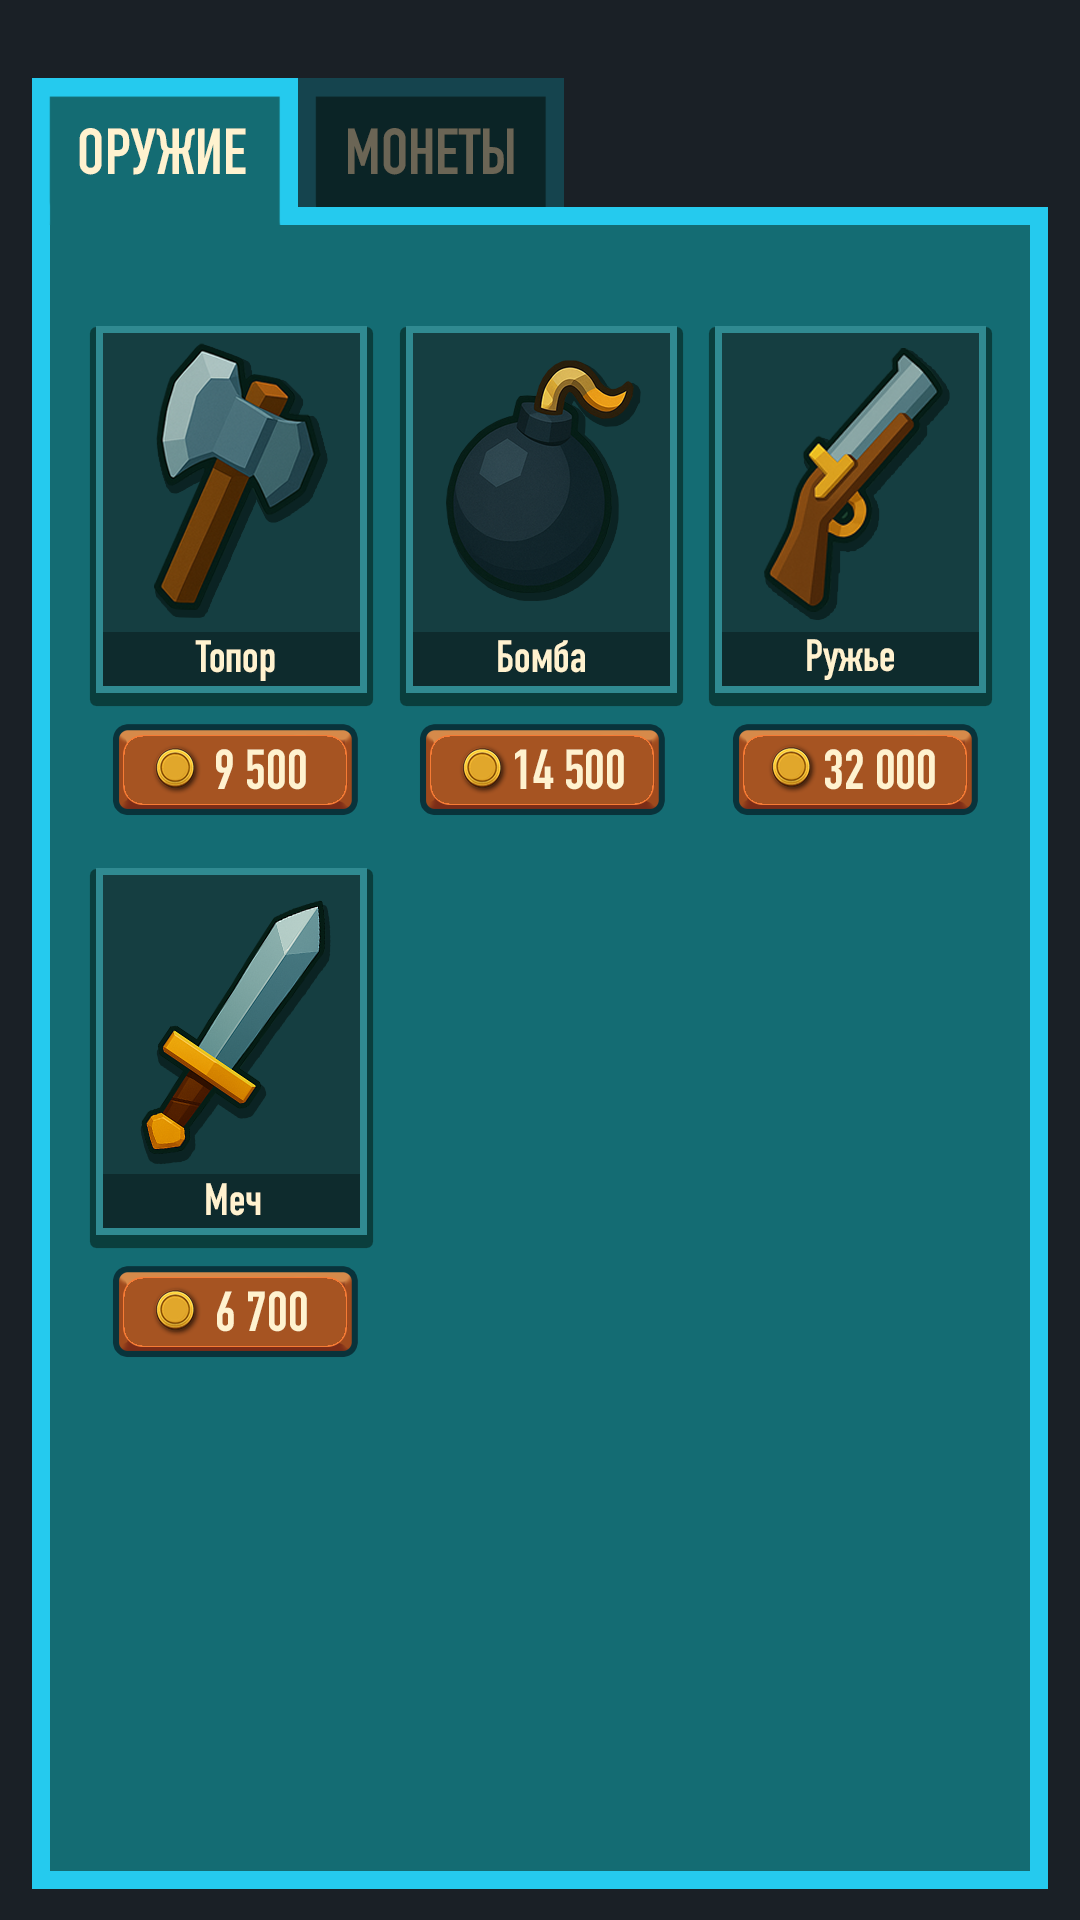 ОРУЖИЕ
МОНЕТЫ
Топор
Бомба
Ружье
9 500
14 500
32 000
Меч
6 700